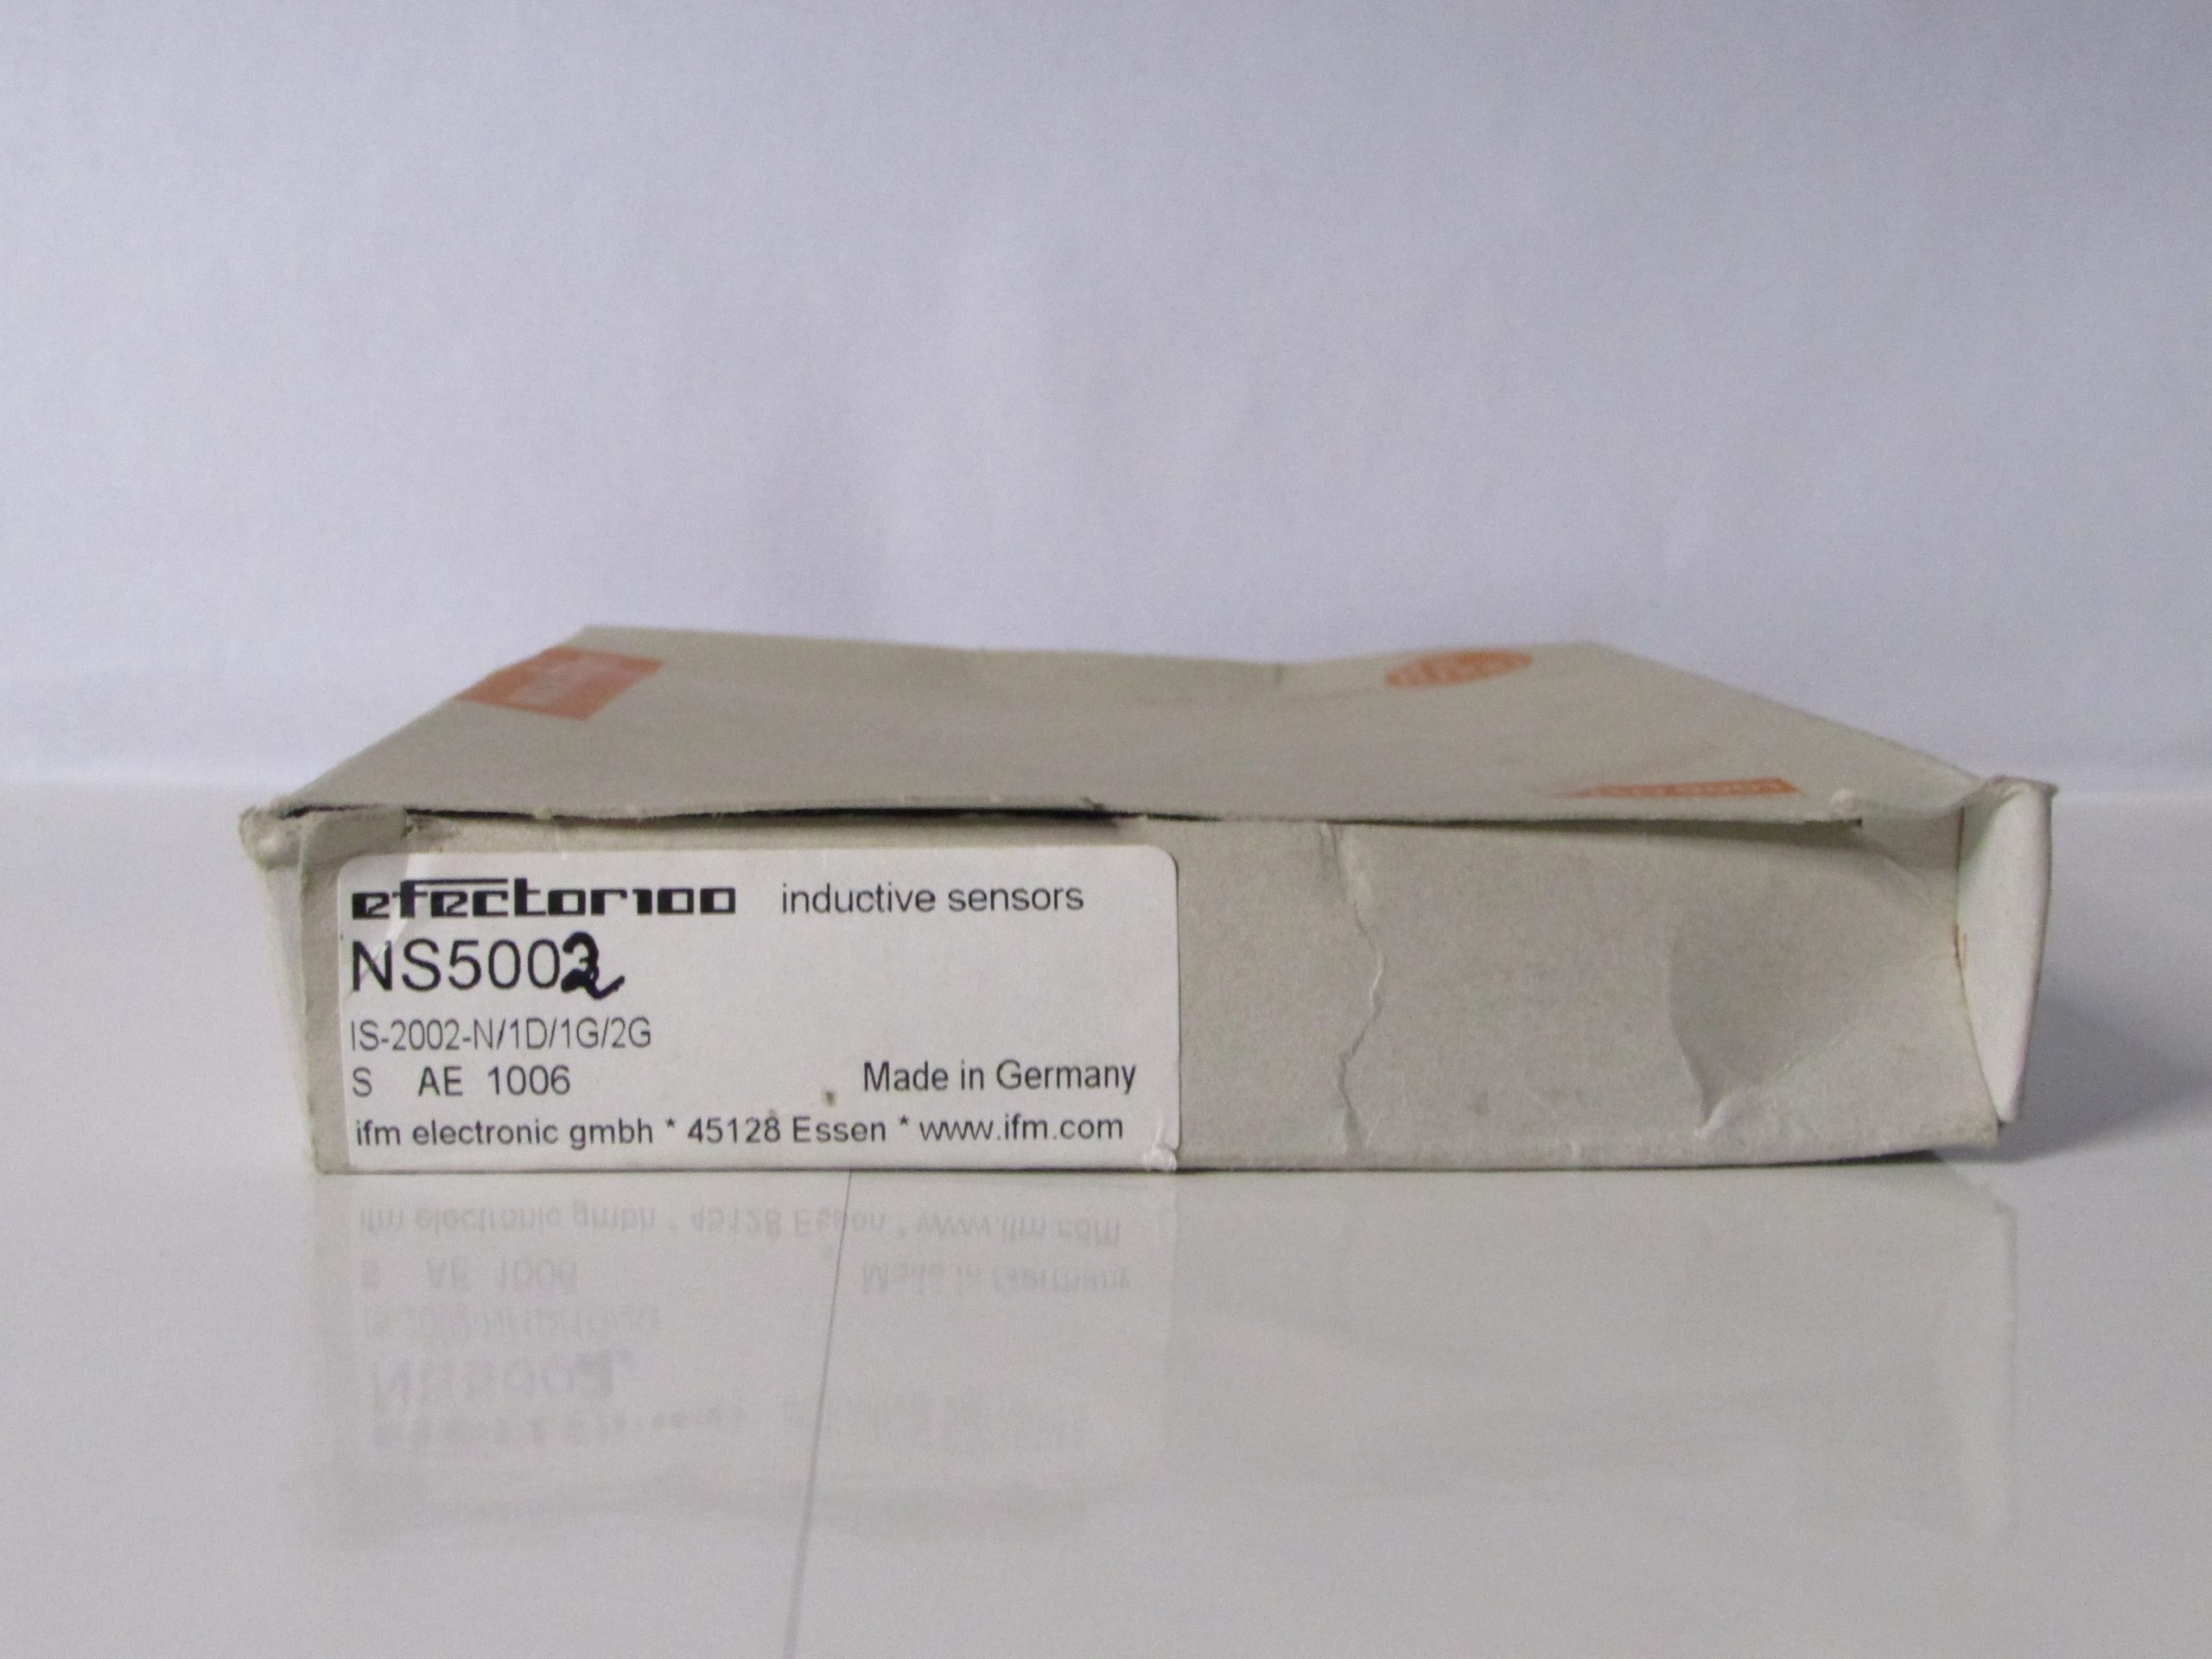 efector100 inductive sensors
NS5002
IS-2002-N/1D/1G/2G
S AE 1006 Made in Germany
ifm electronic gmbh * 45128 Essen * www.ifm.com